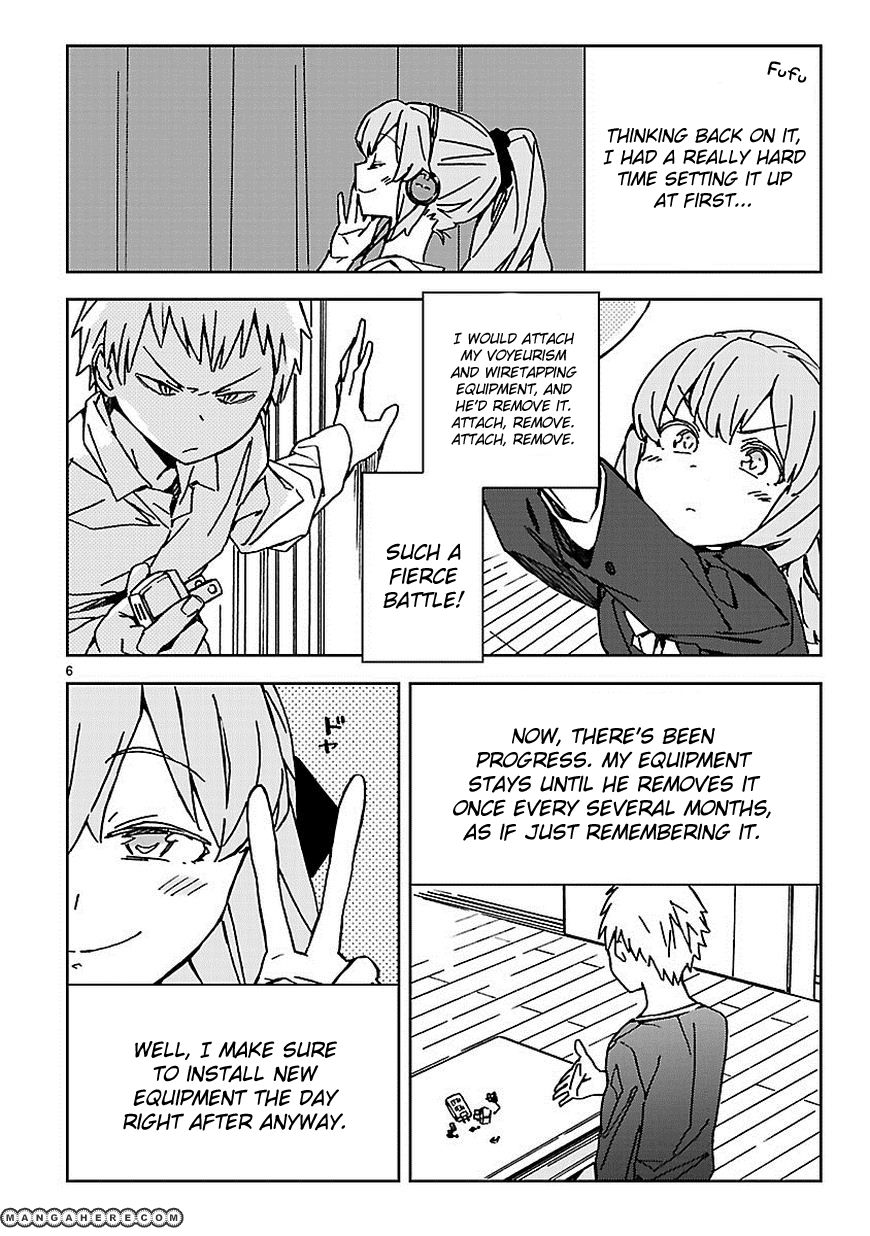 Fufu
THINKING BACK ON IT,
I HAD A REALLY HARD
TIME SETTING IT UP
AT FIRST...
I WOULD ATTACH
MY VOYEURISM
AND WIRETAPPING
EQUIPMENT, AND
HE'D REMOVE IT.
ATTACH, REMOVE.
ATTACH, REMOVE.
SUCH A
FIERCE
BATTLE!
6
NOW, THERE'S BEEN
PROGRESS. MY EQUIPMENT
STAYS UNTIL HE REMOVES IT
ONCE EVERY SEVERAL MONTHS,
AS IF JUST REMEMBERING IT.
ドヤ
WELL, I MAKE SURE
TO INSTALL NEW
EQUIPMENT THE DAY
RIGHT AFTER ANYWAY.
MANGAHERE.COM